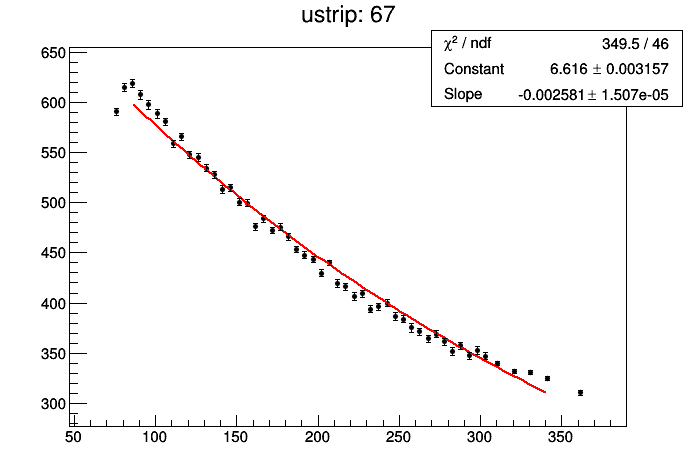 ustrip: 67
χ² / ndf 349.5 / 46
Constant 6.616 ± 0.003157
Slope -0.002581 ± 1.507e-05
650
600
550
500
450
400
350
300
50 100 150 200 250 300 350